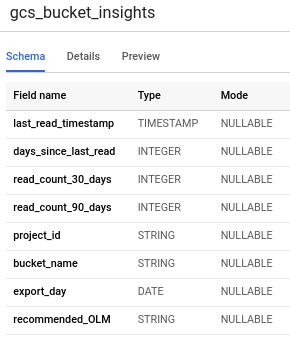 gcs_bucket_insights
Schema Details Preview
Field name Type Mode
last_read_timestamp TIMESTAMP NULLABLE
days_since_last_read INTEGER NULLABLE
read_count_30_days INTEGER NULLABLE
read_count_90_days INTEGER NULLABLE
project_id STRING NULLABLE
bucket_name STRING NULLABLE
export_day DATE NULLABLE
recommended_OLM STRING NULLABLE